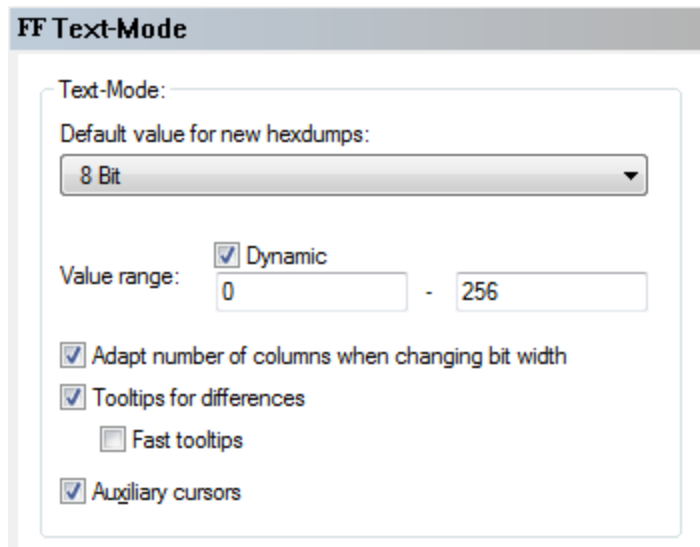 FF Text-Mode
Text-Mode:
Default value for new hexdumps:
8 Bit
Dynamic
Value range:
0 - 256
Adapt number of columns when changing bit width
Tooltips for differences
Fast tooltips
Auxiliary cursors